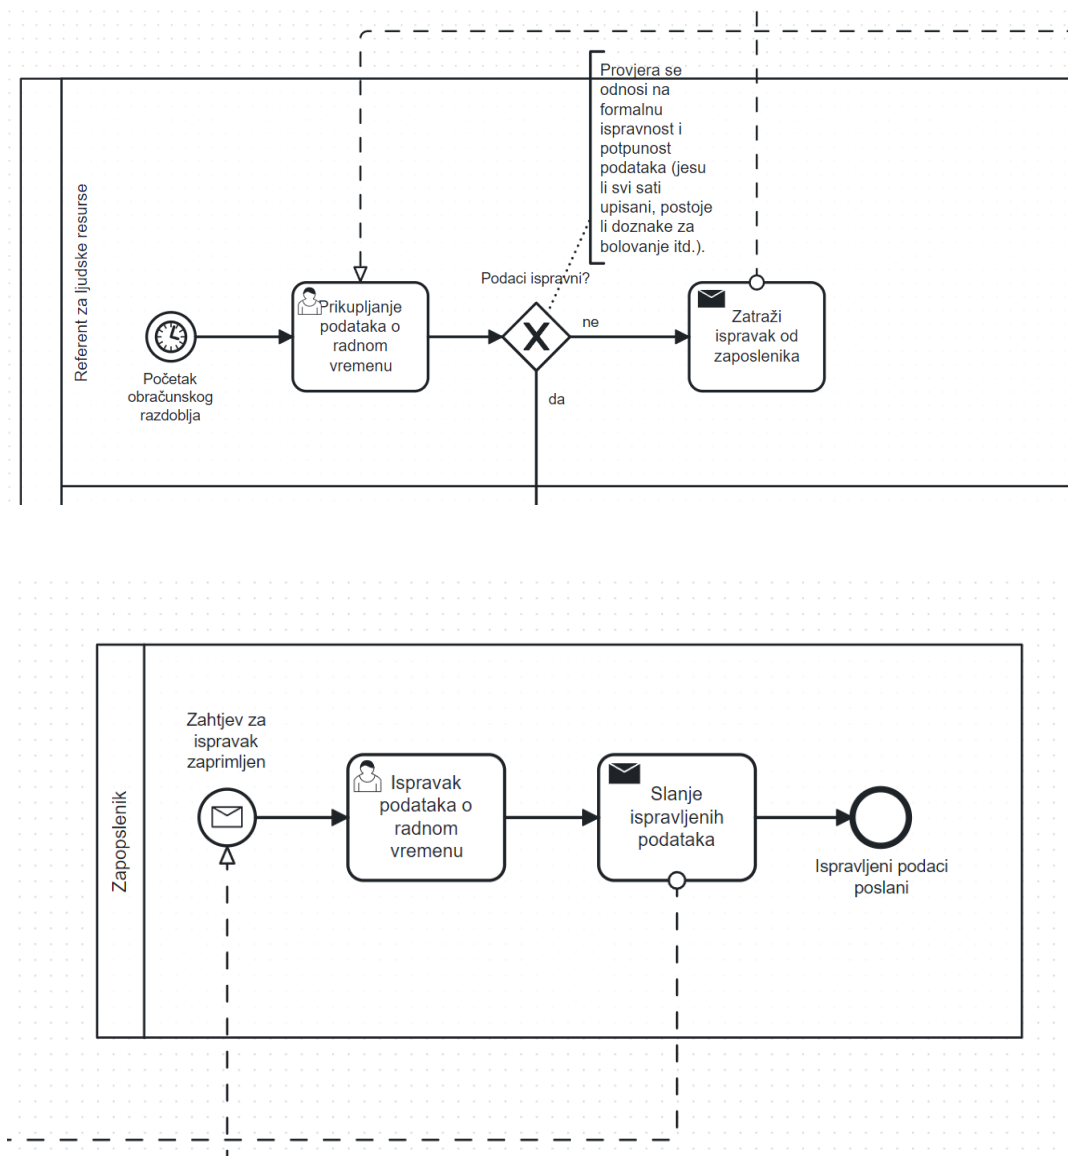 Provjera se
odnosi na
formalnu
ispravnost i
potpunost
podataka (jesu
li svi sati
upisani, postoje
li doznake za
bolovanje itd.).
Referent za ljudske resurse
Početak
obračunskog
razdoblja
Prikupljanje
podataka o
radnom
vremenu
Podaci ispravni?
ne
da
Zatraži
ispravak od
zaposlenika
Zapopslenik
Zahtjev za
ispravak
zaprimljen
Ispravak
podataka o
radnom
vremenu
Slanje
ispravljenih
podataka
Ispravljeni podaci
poslani